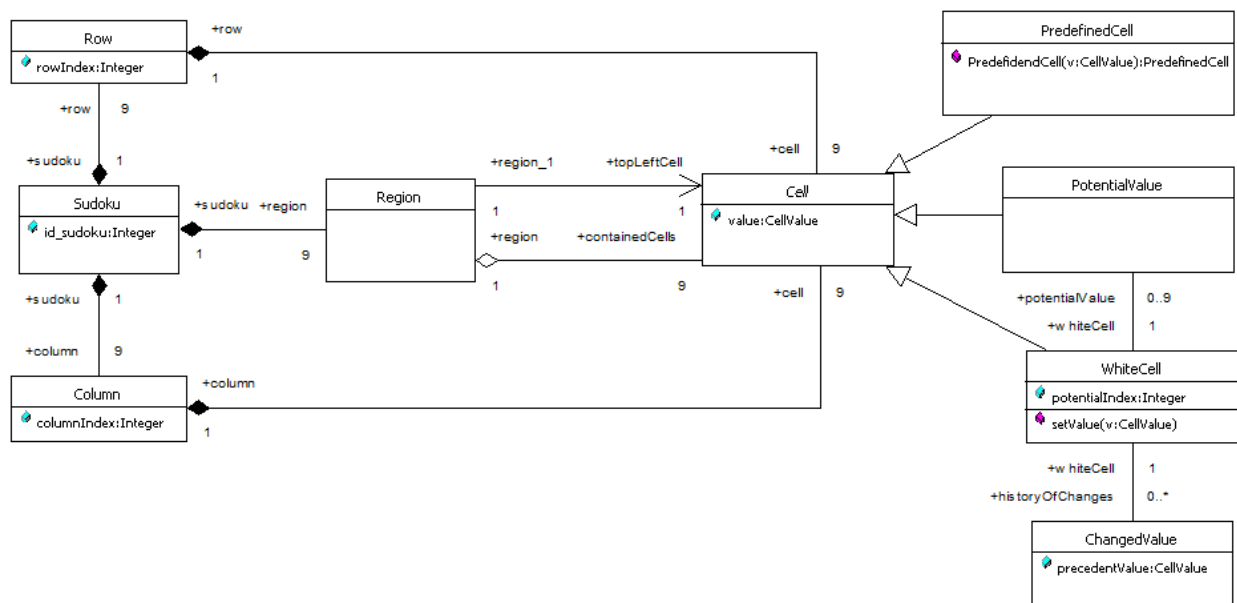 Row
rowIndex:Integer
+row
1
+row
9
+sudoku
1
Sudoku
id_sudoku:Integer
+sudoku
+region
1
9
+sudoku
1
+column
9
Column
columnIndex:Integer
+column
1
Region
+region_1
+topLeftCell
1
1
+region
+containedCells
1
9
+cell
9
Cell
value:CellValue
+cell
9
PredefinedCell
PredefidendCell(v:CellValue):PredefinedCell
PotentialValue
+potentialValue
0..9
+w hiteCell
1
WhiteCell
potentialIndex:Integer
setValue(v:CellValue)
+w hiteCell
1
+historyOfChanges
0..*
ChangedValue
precedentValue:CellValue